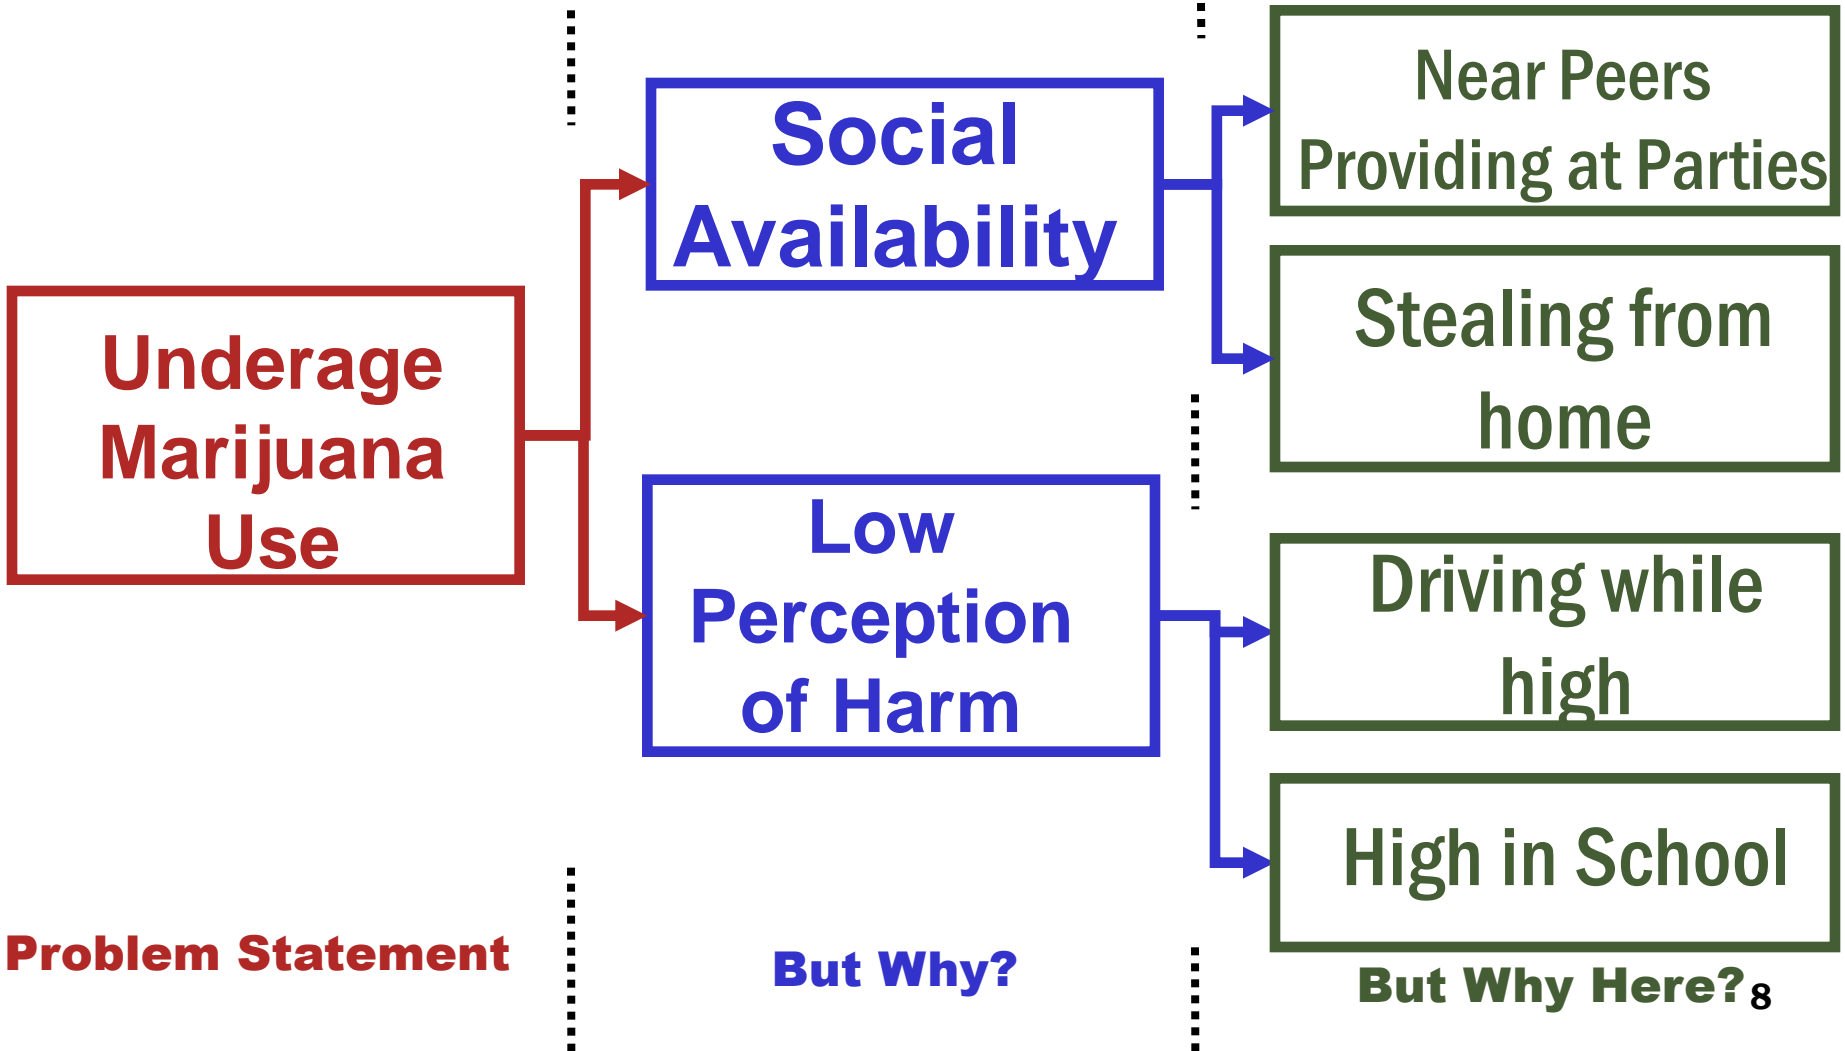 Underage
Marijuana
Use
Social
Availability
Low
Perception
of Harm
Near Peers
Providing at Parties
Stealing from
home
Driving while
high
High in School
Problem Statement
But Why?
But Why Here?
8